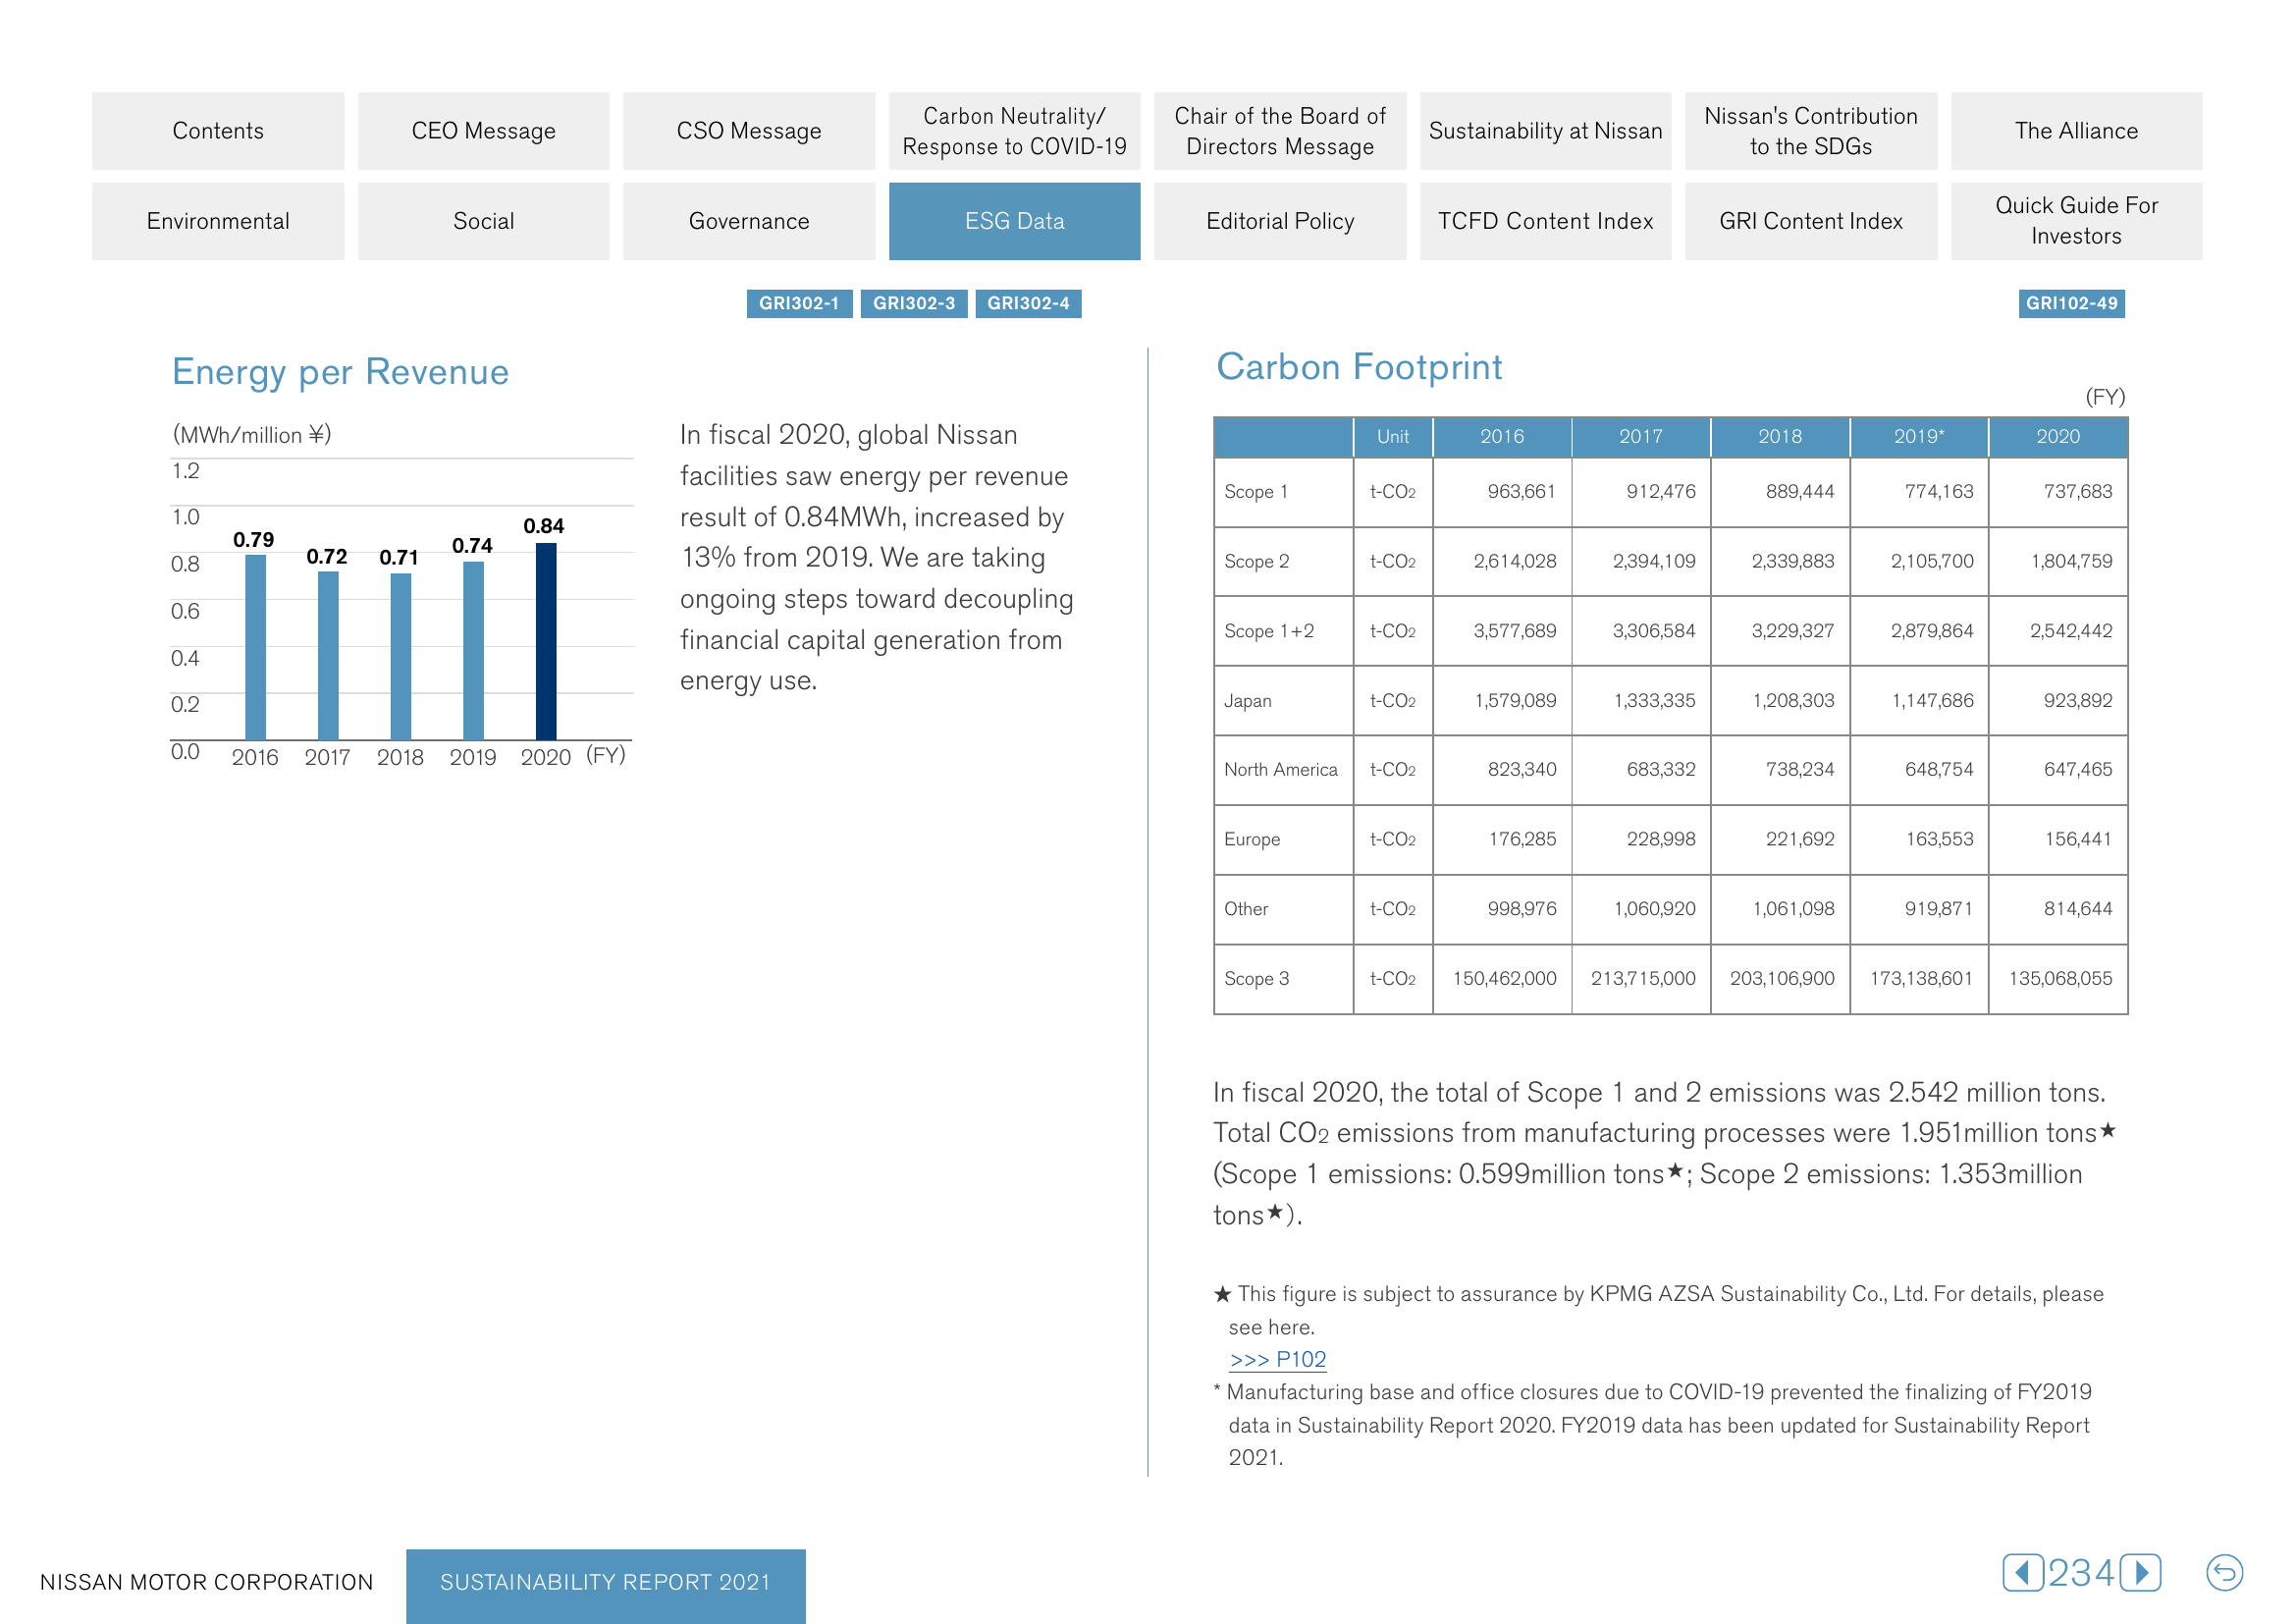 Contents
CEO Message
CSO Message
Carbon Neutrality/
Response to COVID-19
Chair of the Board of
Directors Message
Sustainability at Nissan
Nissan's Contribution
to the SDGs
The Alliance
Environmental
Social
Governance
ESG Data
Editorial Policy
TCFD Content Index
GRI Content Index
Quick Guide For
Investors
GRI302-1 GRI302-3 GRI302-4
GRI102-49
Energy per Revenue
(MWh/million ¥)
1.2
1.0
0.8
0.6
0.4
0.2
0.0
0.79
0.72
0.71
0.74
0.84
2016 2017 2018 2019 2020 (FY)
In fiscal 2020, global Nissan
facilities saw energy per revenue
result of 0.84MWh, increased by
13% from 2019. We are taking
ongoing steps toward decoupling
financial capital generation from
energy use.
Carbon Footprint
(FY)
Unit 2016 2017 2018 2019* 2020
Scope 1 t-CO2 963,661 912,476 889,444 774,163 737,683
Scope 2 t-CO2 2,614,028 2,394,109 2,339,883 2,105,700 1,804,759
Scope 1+2 t-CO2 3,577,689 3,306,584 3,229,327 2,879,864 2,542,442
Japan t-CO2 1,579,089 1,333,335 1,208,303 1,147,686 923,892
North America t-CO2 823,340 683,332 738,234 648,754 647,465
Europe t-CO2 176,285 228,998 221,692 163,553 156,441
Other t-CO2 998,976 1,060,920 1,061,098 919,871 814,644
Scope 3 t-CO2 150,462,000 213,715,000 203,106,900 173,138,601 135,068,055
In fiscal 2020, the total of Scope 1 and 2 emissions was 2.542 million tons.
Total CO2 emissions from manufacturing processes were 1.951million tons★
(Scope 1 emissions: 0.599million tons★; Scope 2 emissions: 1.353million
tons★).
★ This figure is subject to assurance by KPMG AZSA Sustainability Co., Ltd. For details, please
see here.
>>> P102
* Manufacturing base and office closures due to COVID-19 prevented the finalizing of FY2019
data in Sustainability Report 2020. FY2019 data has been updated for Sustainability Report
2021.
NISSAN MOTOR CORPORATION
SUSTAINABILITY REPORT 2021
234